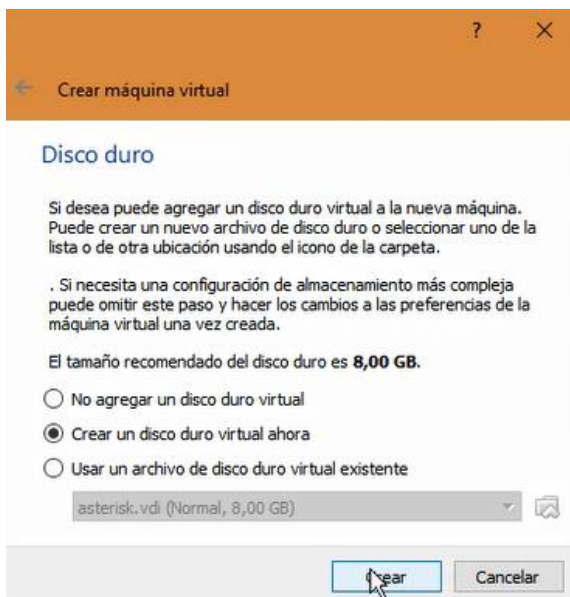 ?
Crear máquina virtual
Disco duro
Si desea puede agregar un disco duro virtual a la nueva máquina.
Puede crear un nuevo archivo de disco duro o seleccionar uno de la
lista o de otra ubicación usando el icono de la carpeta.
. Si necesita una configuración de almacenamiento más compleja
puede omitir este paso y hacer los cambios a las preferencias de la
máquina virtual una vez creada.
El tamaño recomendado del disco duro es 8,00 GB.
No agregar un disco duro virtual
Crear un disco duro virtual ahora
Usar un archivo de disco duro virtual existente
asterisk.vdi (Normal, 8,00 GB)
Crear Cancelar